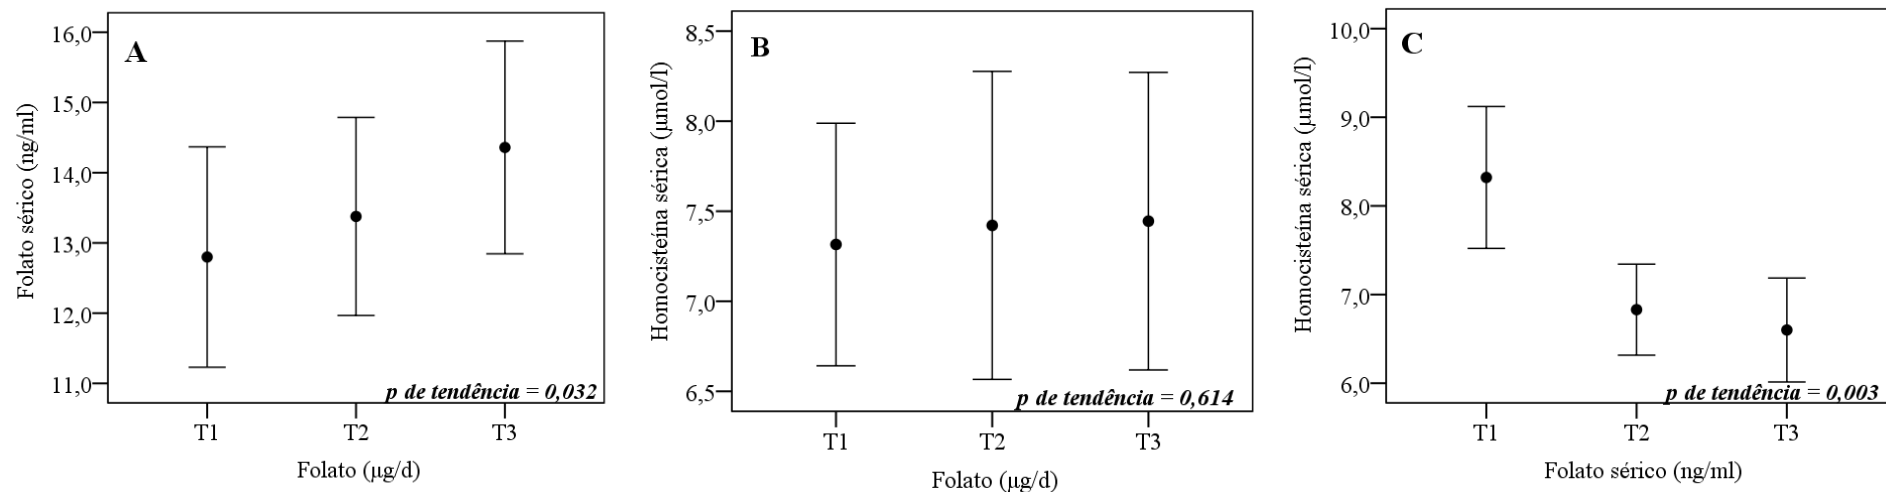 A
Folato sérico (ng/ml)
16,0
15,0
14,0
13,0
12,0
11,0
p de tendência = 0,032
T1 T2 T3
Folato (µg/d)
B
Homocisteína sérica (µmol/l)
8,5
8,0
7,5
7,0
6,5
p de tendência = 0,614
T1 T2 T3
Folato (µg/d)
C
Homocisteína sérica (µmol/l)
10,0
9,0
8,0
7,0
6,0
p de tendência = 0,003
T1 T2 T3
Folato sérico (ng/ml)